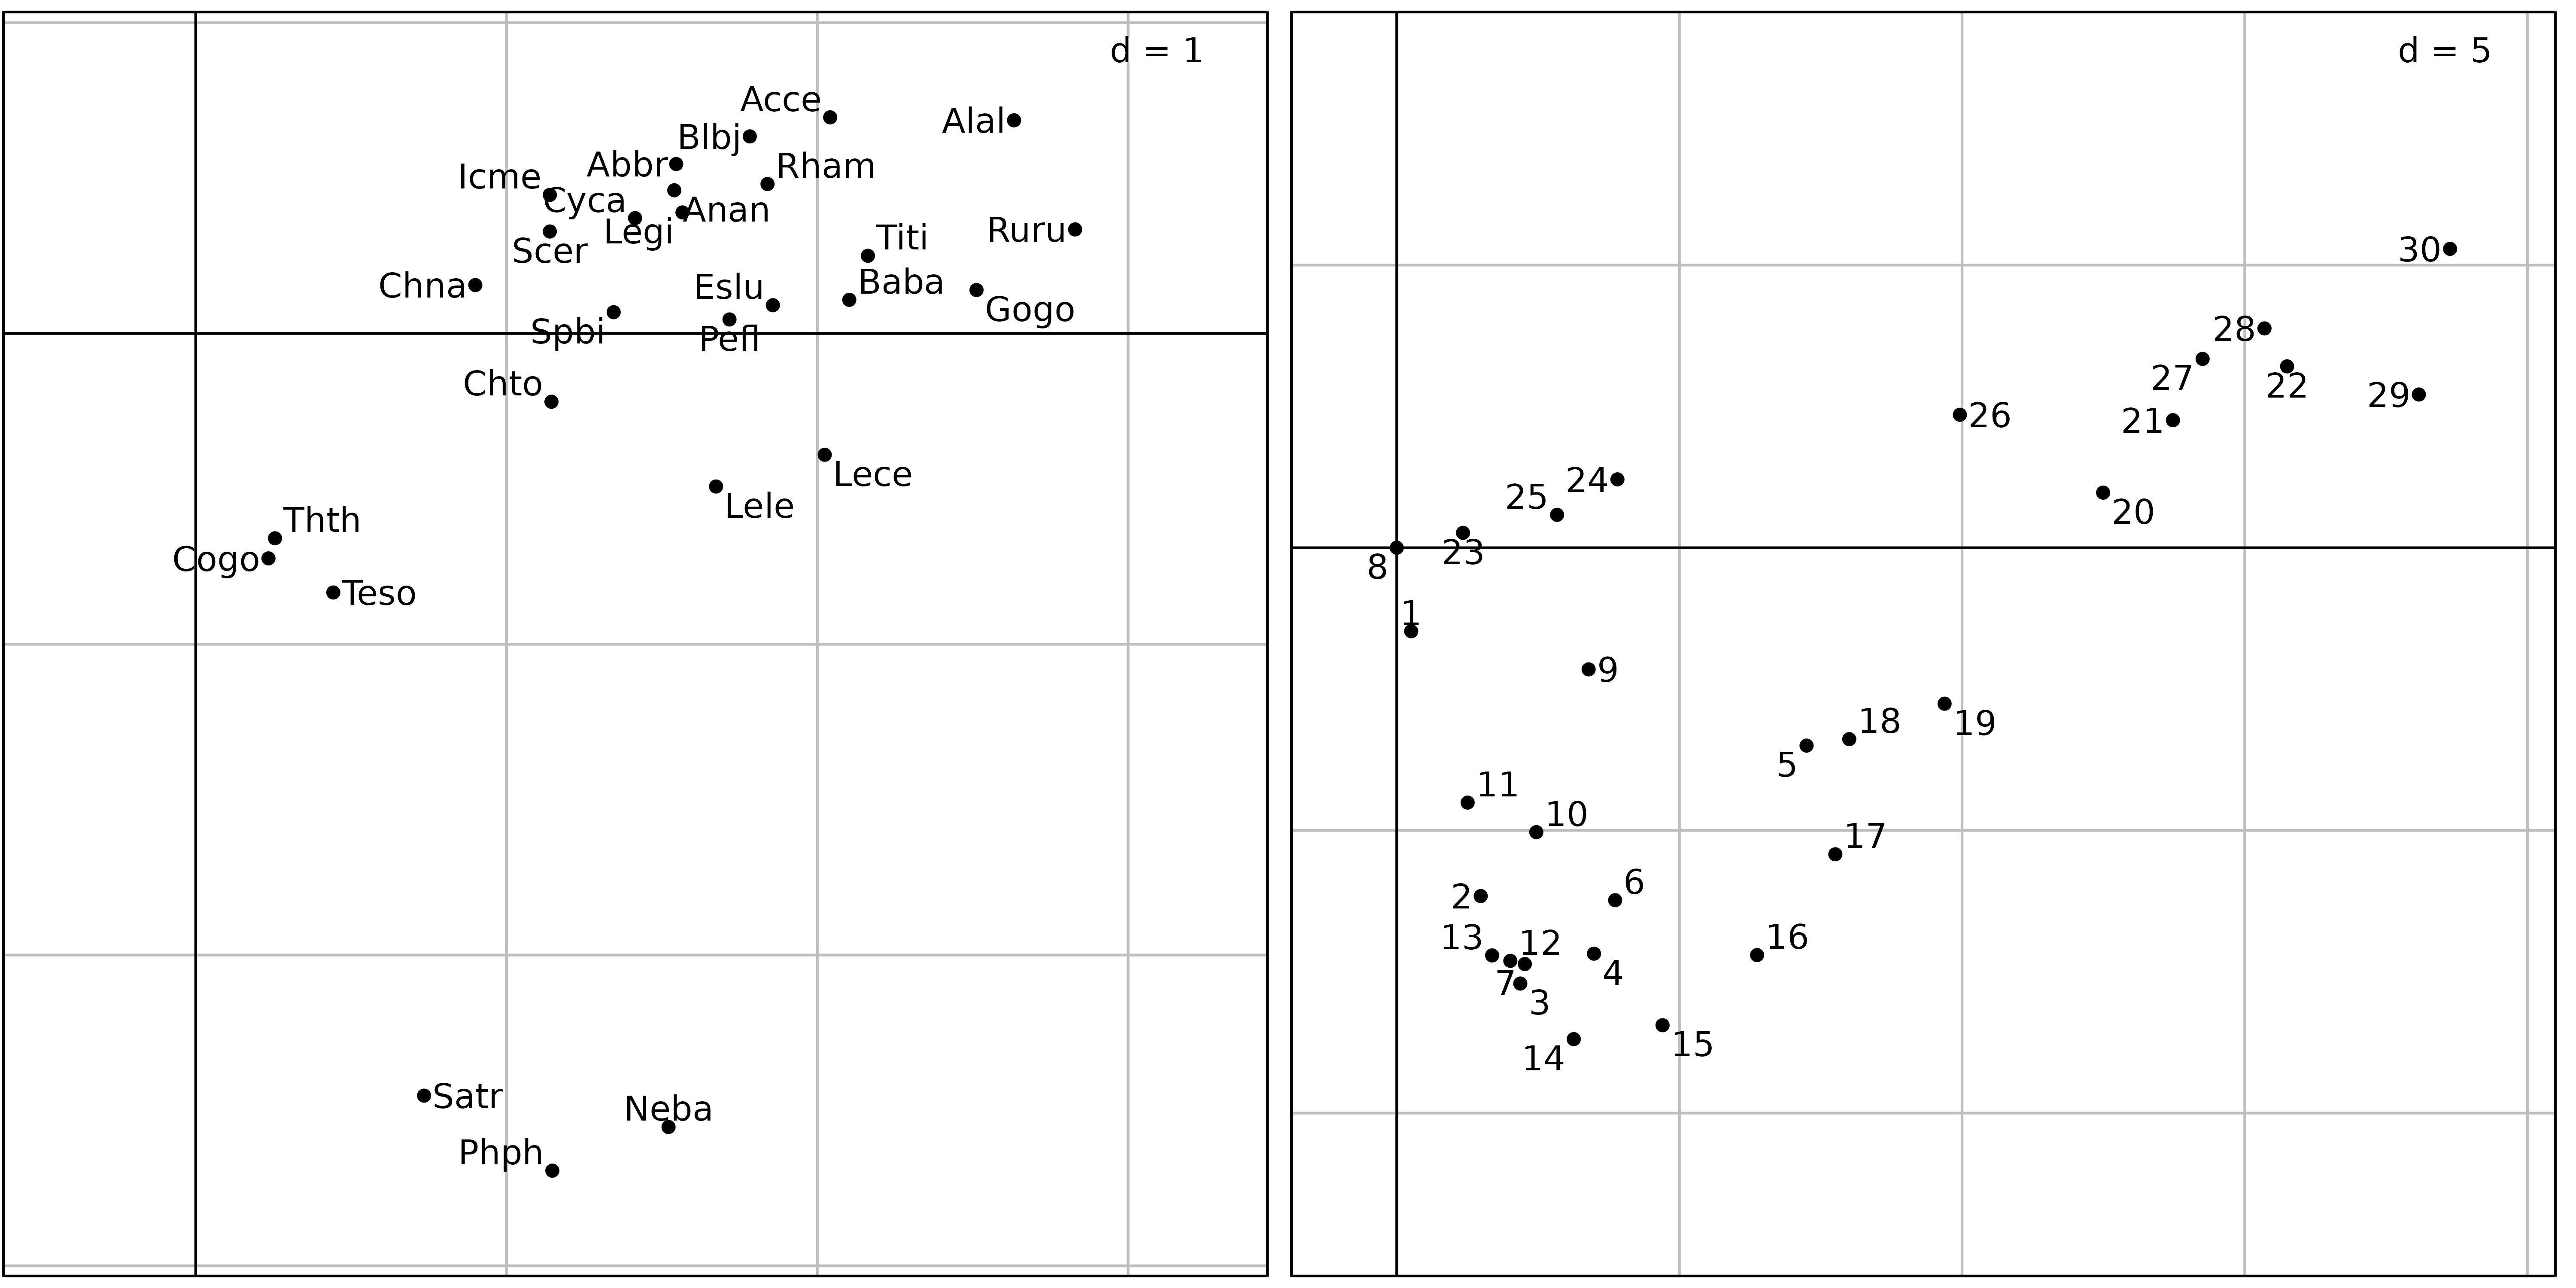 d = 1
Acce
Alal
Blbj
Abbr
Rham
Icme
Cyca
Anan
Legi
Scer
Titi
Ruru
Chna
Eslu
Baba
Gogo
Spbi
Pefl
Chto
Lece
Lele
Thth
Cogo
Teso
Satr
Neba
Phph
d = 5
30
28
27
22
29
21
26
24
25
20
23
8
1
9
18
19
5
11
10
17
6
2
13
12
16
4
7
3
14
15